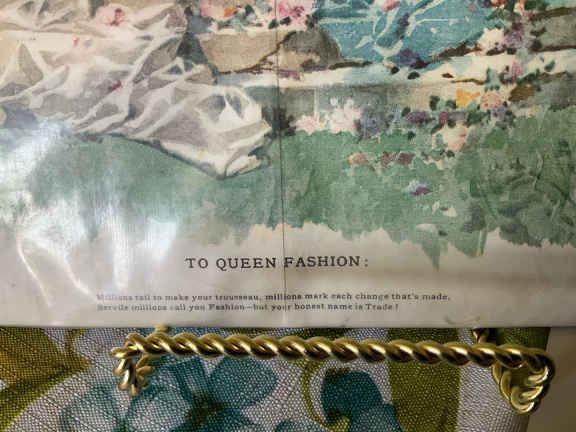 TO QUEEN FASHION:
Millions toil to make your trousseau, millions mark each change that's made,
Servile millions call you Fashion—but your honest name is Trade!